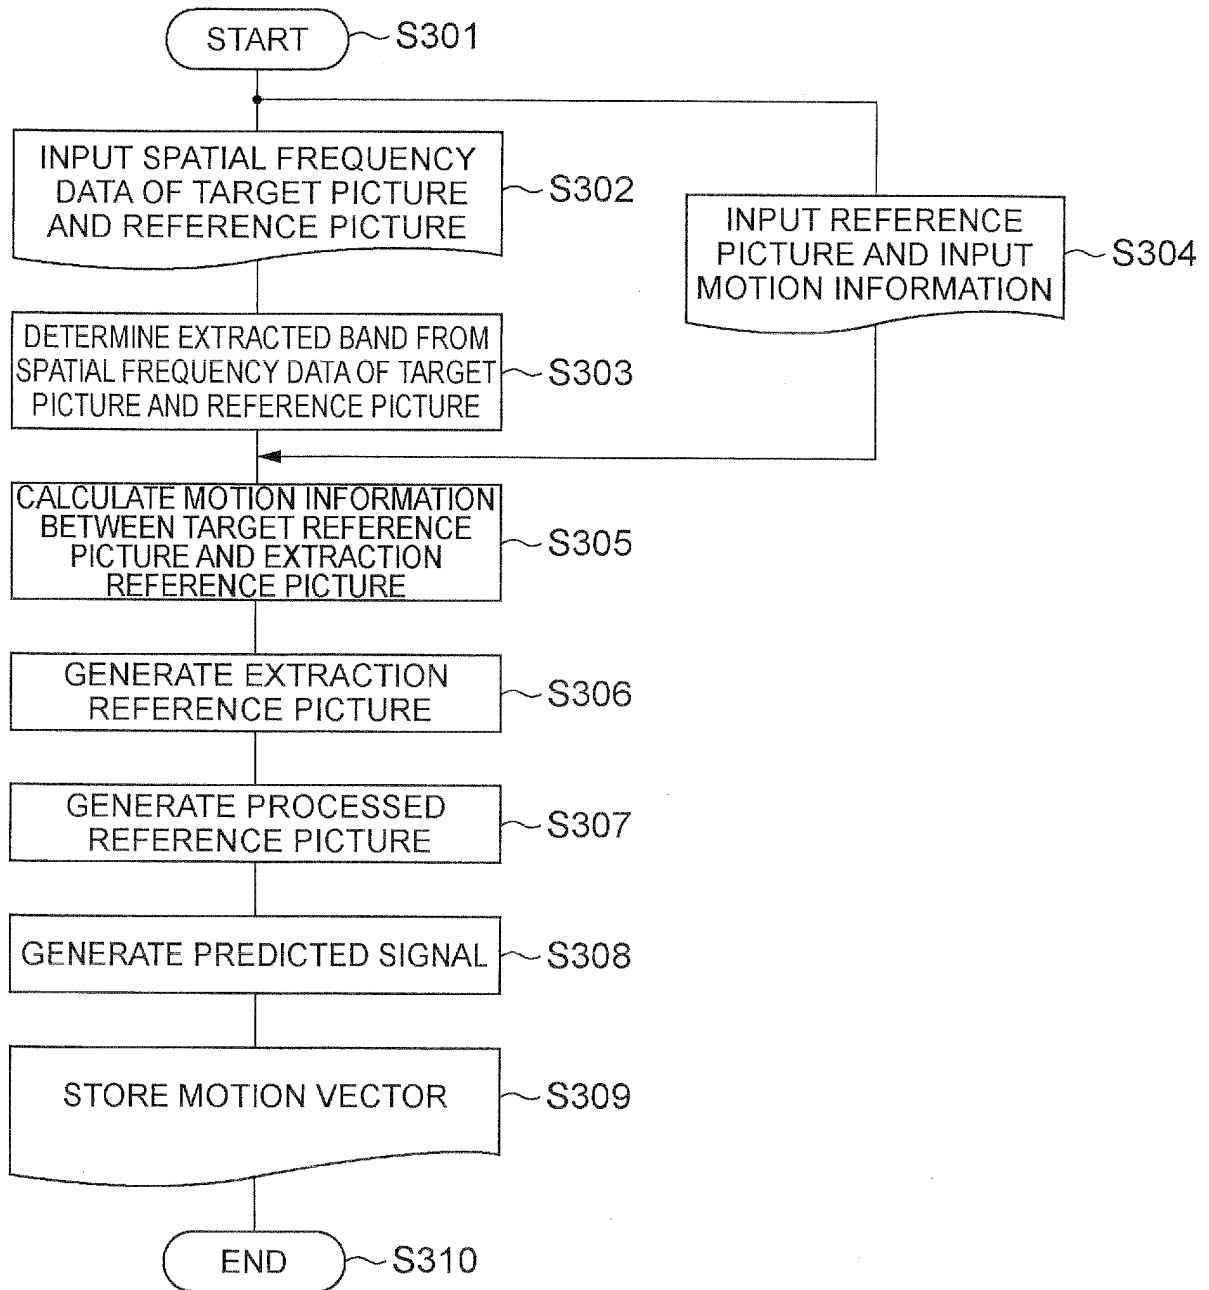 START
S301
INPUT SPATIAL FREQUENCY
DATA OF TARGET PICTURE
AND REFERENCE PICTURE
S302
INPUT REFERENCE
PICTURE AND INPUT
MOTION INFORMATION
S304
DETERMINE EXTRACTED BAND FROM
SPATIAL FREQUENCY DATA OF TARGET
PICTURE AND REFERENCE PICTURE
S303
CALCULATE MOTION INFORMATION
BETWEEN TARGET REFERENCE
PICTURE AND EXTRACTION
REFERENCE PICTURE
S305
GENERATE EXTRACTION
REFERENCE PICTURE
S306
GENERATE PROCESSED
REFERENCE PICTURE
S307
GENERATE PREDICTED SIGNAL
S308
STORE MOTION VECTOR
S309
END
S310